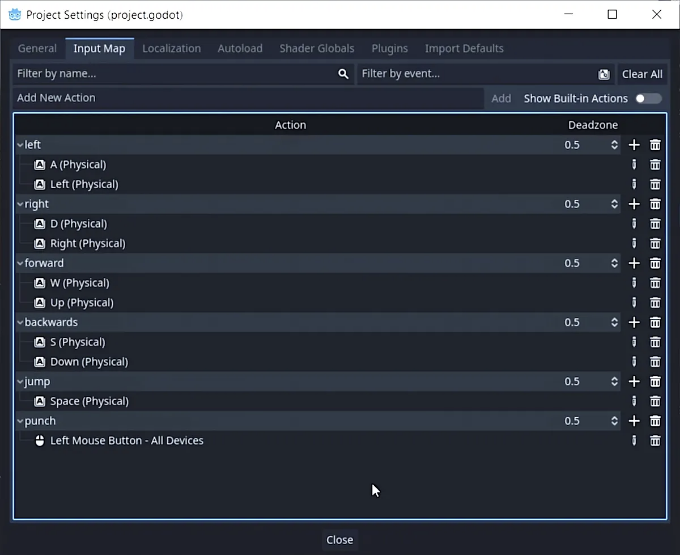 Project Settings (project.godot)
General Input Map Localization Autoload Shader Globals Plugins Import Defaults
Filter by name... Filter by event... Clear All
Add New Action Add Show Built-in Actions
Action Deadzone
left 0.5
A (Physical)
Left (Physical)
right 0.5
D (Physical)
Right (Physical)
forward 0.5
W (Physical)
Up (Physical)
backwards 0.5
S (Physical)
Down (Physical)
jump 0.5
Space (Physical)
punch 0.5
Left Mouse Button - All Devices
Close